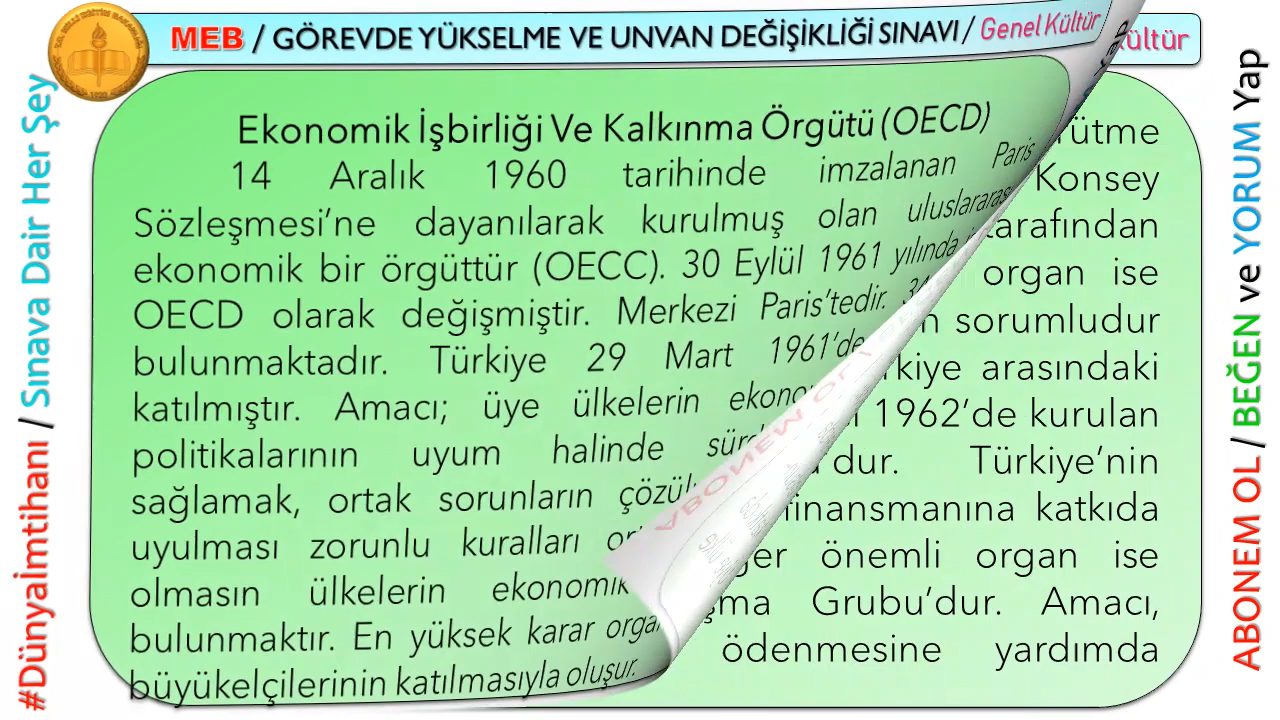 MEB / GÖREVDE YÜKSELME VE UNVAN DEĞİŞİKLİĞİ SINAVI / Genel Kültür
Kültür
#Dünyaimtihanı / Sınava Dair Her Şey
Ekonomik İşbirliği Ve Kalkınma Örgütü (OECD)
14 Aralık 1960 tarihinde imzalanan Paris
Sözleşmesi’ne dayanılarak kurulmuş olan uluslararası
ekonomik bir örgüttür (OECC). 30 Eylül 1961 yılında
OECD olarak değişmiştir. Merkezi Paris’tedir.
bulunmaktadır. Türkiye 29 Mart 1961’de
katılmıştır. Amacı; üye ülkelerin
politikalarının uyum halinde
sağlamak, ortak sorunların
uyulması zorunlu kuralları
olmasın ülkelerin ekonomik
bulunmaktır. En yüksek karar
büyükelçilerinin katılmasıyla oluşur.
Konsey
tarafından
organ ise
sorumludur
arasındaki
1962’de kurulan
Türkiye’nin
finansmanına katkıda
önemli organ ise
Grubu’dur. Amacı,
ödenmesine yardımda
ABONEM OL / BEĞEN ve YORUM Yap